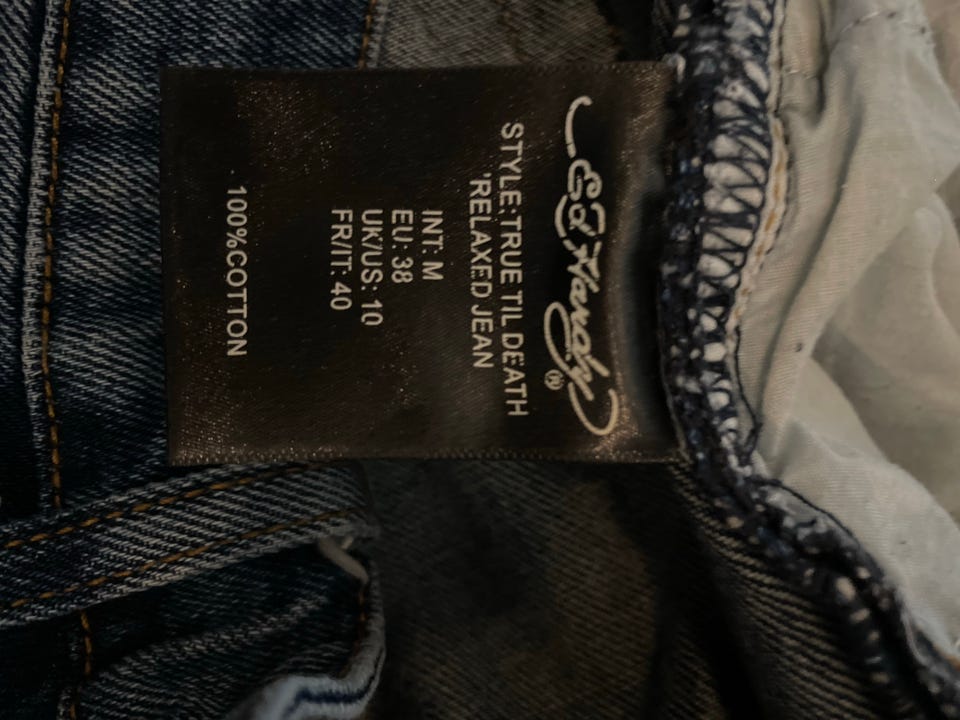 Ed Hardy ®
STYLE:TRUE TIL DEATH
'RELAXED JEAN
INT: M
EU: 38
UK/US: 10
FR/IT: 40
100%COTTON